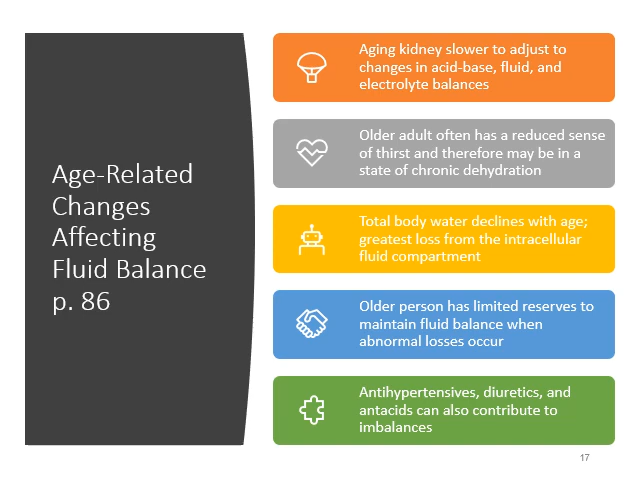 Age-Related
Changes
Affecting
Fluid Balance
p. 86
Aging kidney slower to adjust to
changes in acid-base, fluid, and
electrolyte balances
Older adult often has a reduced sense
of thirst and therefore may be in a
state of chronic dehydration
Total body water declines with age;
greatest loss from the intracellular
fluid compartment
Older person has limited reserves to
maintain fluid balance when
abnormal losses occur
Antihypertensives, diuretics, and
antacids can also contribute to
imbalances
17